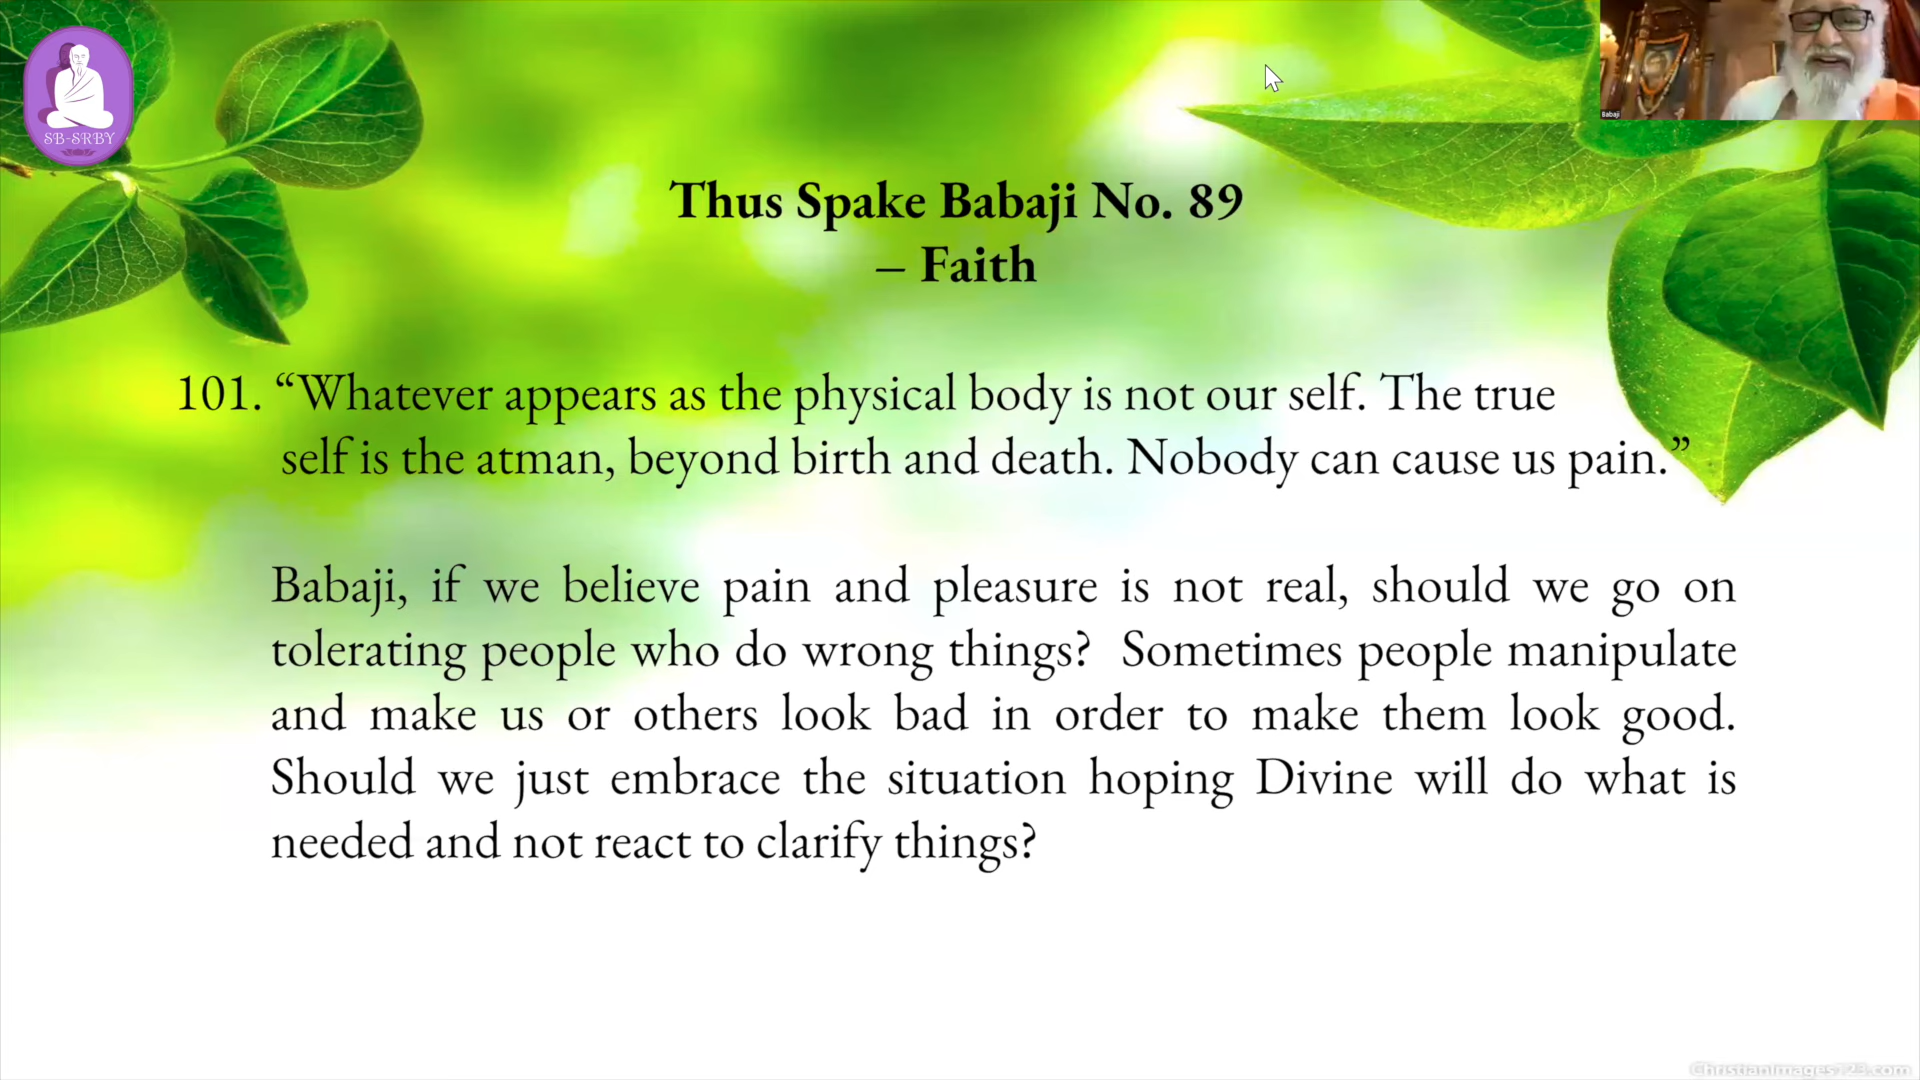 SB-SRBY
Babaji
Thus Spake Babaji No. 89
– Faith
101. “Whatever appears as the physical body is not our self. The true
self is the atman, beyond birth and death. Nobody can cause us pain.”
Babaji, if we believe pain and pleasure is not real, should we go on
tolerating people who do wrong things? Sometimes people manipulate
and make us or others look bad in order to make them look good.
Should we just embrace the situation hoping Divine will do what is
needed and not react to clarify things?
ChristianImages123.com